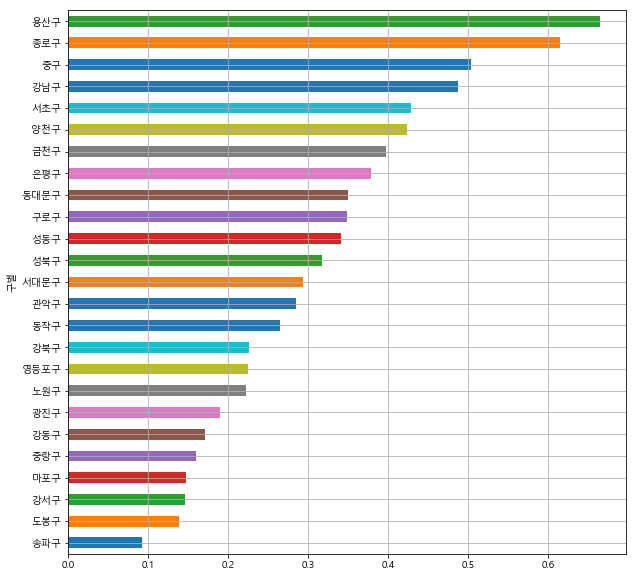 용산구
종로구
중구
강남구
서초구
양천구
금천구
은평구
동대문구
구로구
성동구
성북구
서대문구
관악구
동작구
강북구
영등포구
노원구
광진구
강동구
중랑구
마포구
강서구
도봉구
송파구
구별
0.0 0.1 0.2 0.3 0.4 0.5 0.6